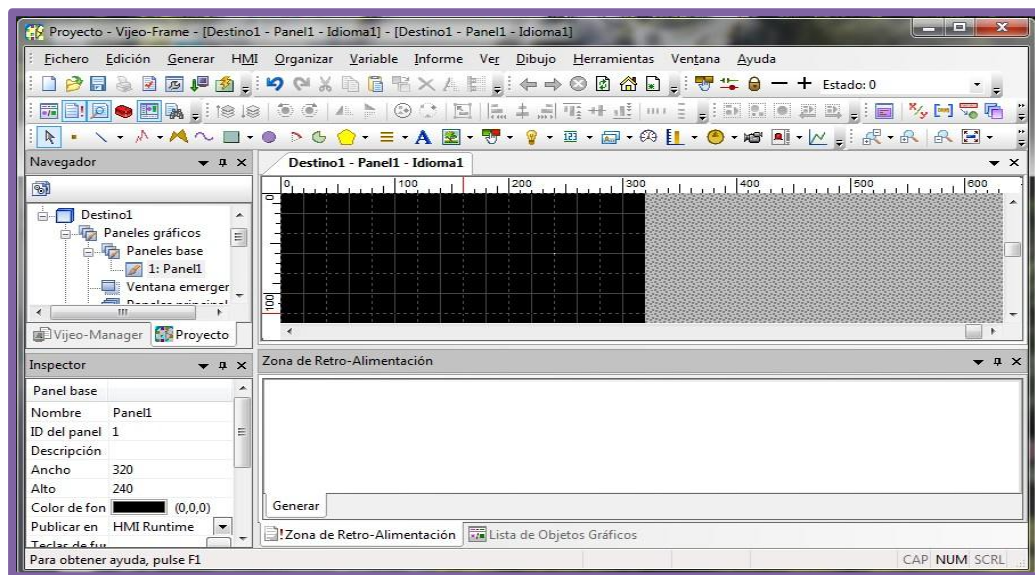 Proyecto - Vijeo-Frame - [Destino1 - Panel1 - Idioma1] - [Destino1 - Panel1 - Idioma1]
Fichero Edición Generar HMI Organizar Variable Informe Ver Dibujo Herramientas Ventana Ayuda
Estado: 0
Navegador
Destino1
Paneles gráficos
Paneles base
1: Panel1
Ventana emerger
Vijeo-Manager Proyecto
Destino1 - Panel1 - Idioma1
0 100 200 300 400 500 600
0
100
Inspector
Panel base
Nombre Panel1
ID del panel 1
Descripción
Ancho 320
Alto 240
Color de fon (0,0,0)
Publicar en HMI Runtime
Zona de Retro-Alimentación
Generar
Zona de Retro-Alimentación Lista de Objetos Gráficos
Para obtener ayuda, pulse F1
CAP NUM SCRL